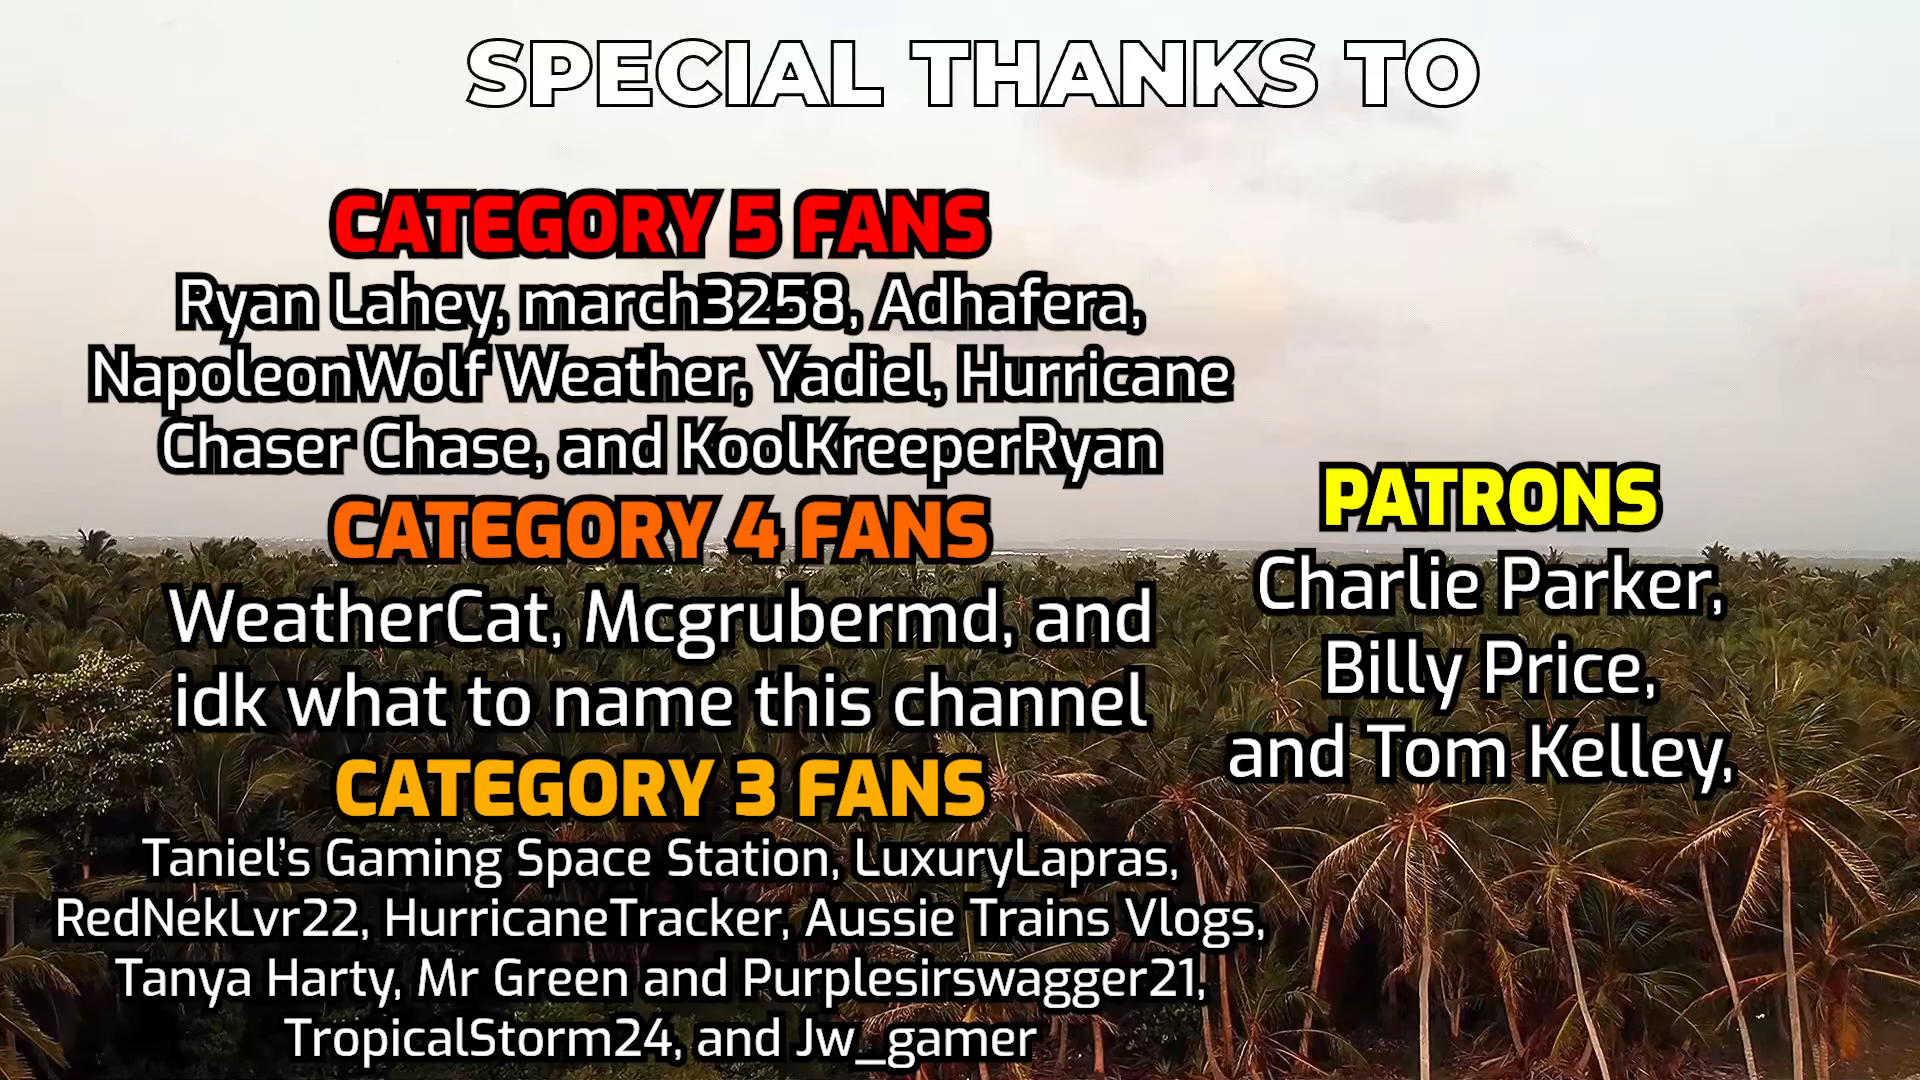 SPECIAL THANKS TO
CATEGORY 5 FANS
Ryan Lahey, march3258, Adhafera,
NapoleonWolf Weather, Yadiel, Hurricane
Chaser Chase, and KoolKreeperRyan
CATEGORY 4 FANS
WeatherCat, Mcgrubermd, and
idk what to name this channel
CATEGORY 3 FANS
Taniel’s Gaming Space Station, LuxuryLapras,
RedNekLvr22, HurricaneTracker, Aussie Trains Vlogs,
Tanya Harty, Mr Green and Purplesirswagger21,
TropicalStorm24, and Jw_gamer
PATRONS
Charlie Parker,
Billy Price,
and Tom Kelley,